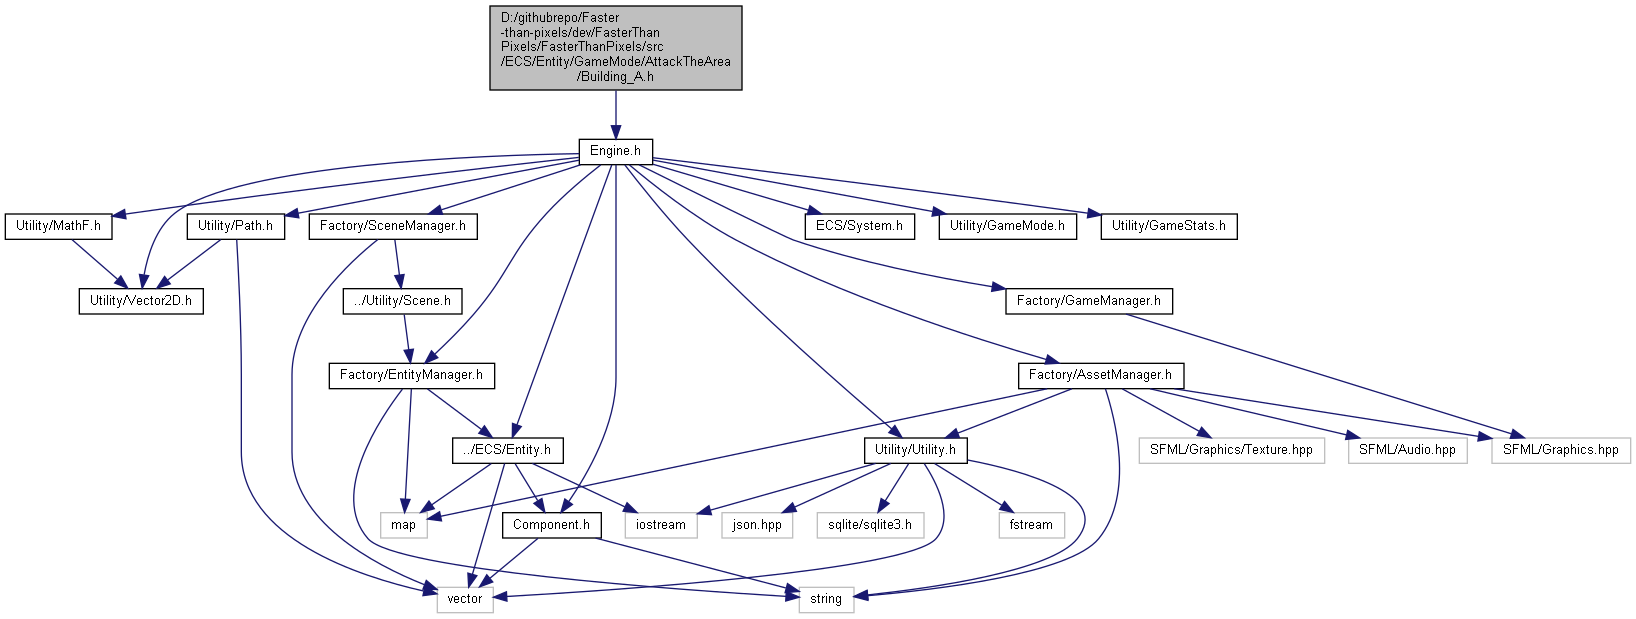 D:/githubrepo/Faster
-than-pixels/dev/FasterThan
Pixels/FasterThanPixels/src
/ECS/Entity/GameMode/AttackTheArea
/Building_A.h
Engine.h
Utility/MathF.h
Utility/Path.h
Factory/SceneManager.h
ECS/System.h
Utility/GameMode.h
Utility/GameStats.h
Utility/Vector2D.h
../Utility/Scene.h
Factory/GameManager.h
Factory/EntityManager.h
Factory/AssetManager.h
../ECS/Entity.h
Utility/Utility.h
SFML/Graphics/Texture.hpp
SFML/Audio.hpp
SFML/Graphics.hpp
map
Component.h
iostream
json.hpp
sqlite/sqlite3.h
fstream
vector
string